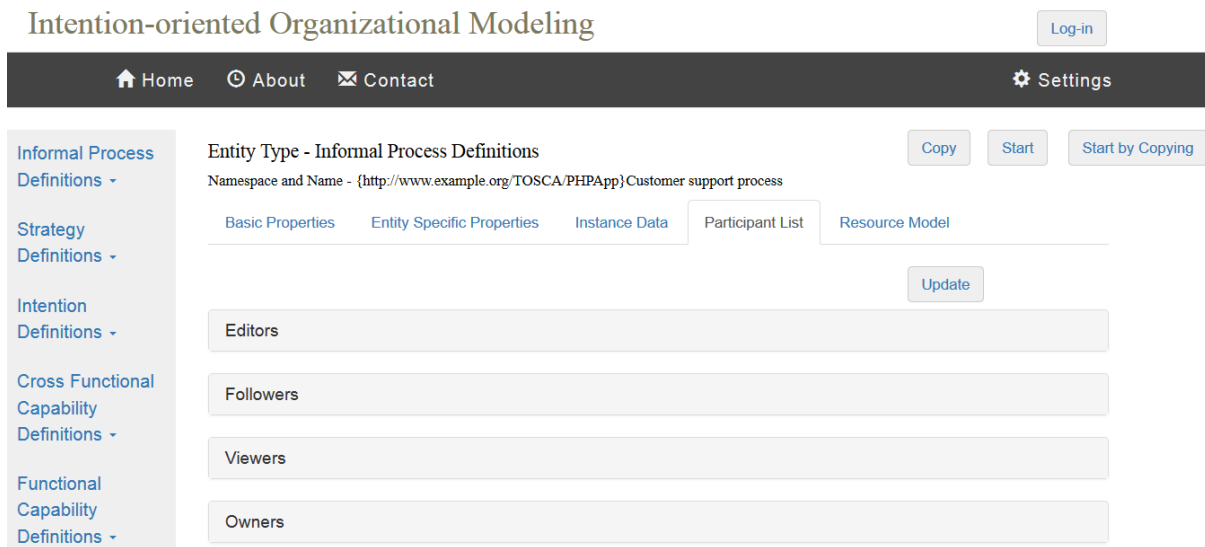 Intention-oriented Organizational Modeling
Log-in
Home About Contact Settings
Informal Process
Definitions
Strategy
Definitions
Intention
Definitions
Cross Functional
Capability
Definitions
Functional
Capability
Definitions
Entity Type - Informal Process Definitions
Copy Start Start by Copying
Namespace and Name - {http://www.example.org/TOSCA/PHPApp}Customer support process
Basic Properties Entity Specific Properties Instance Data Participant List Resource Model
Update
Editors
Followers
Viewers
Owners